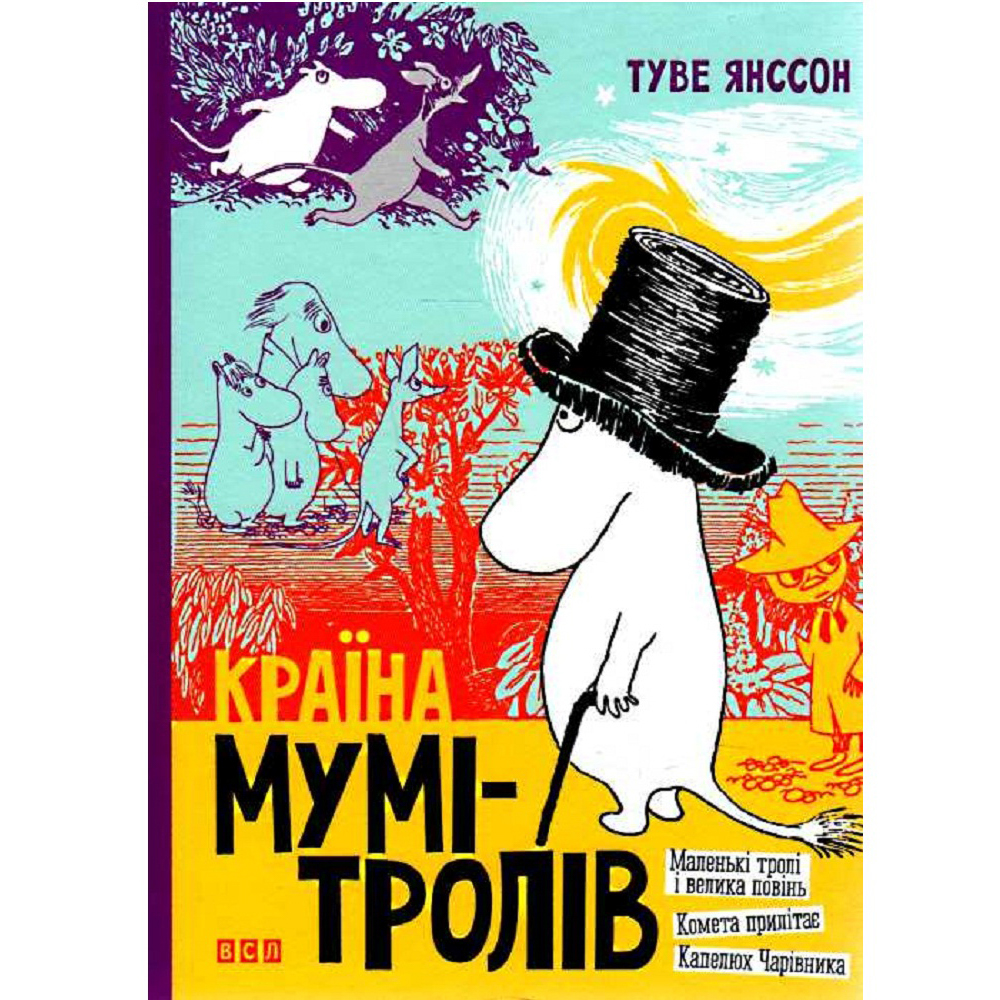 ТУВЕ ЯНССОН
КРАЇНА
МУМІ-
ТРОЛІВ
Маленькі тролі
і велика повінь
Комета прилітає
Капелюх Чарівника
ВСЛ